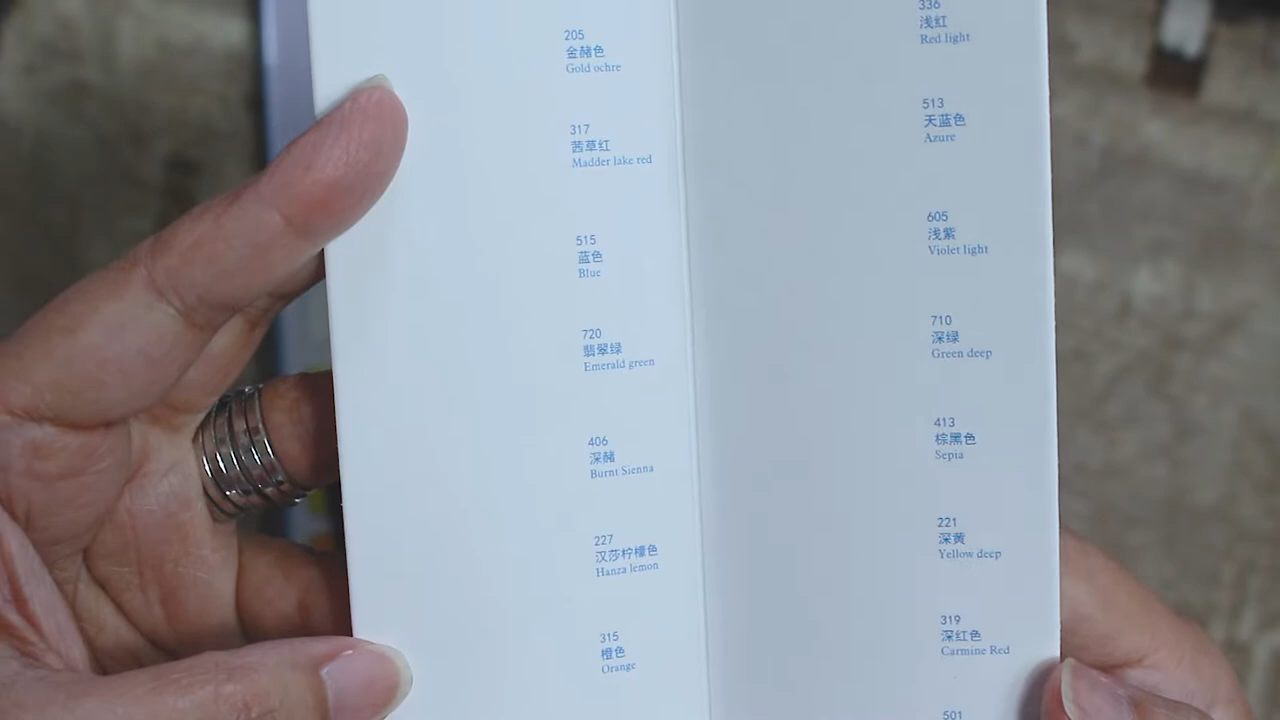 205
金赭色
Gold ochre
317
茜草红
Madder lake red
515
蓝色
Blue
720
翡翠绿
Emerald green
406
深赭
Burnt Sienna
227
汉莎柠檬色
Hanza lemon
315
橙色
Orange
336
浅红
Red light
513
天蓝色
Azure
605
浅紫
Violet light
710
深绿
Green deep
413
棕黑色
Sepia
221
深黄
Yellow deep
319
深红色
Carmine Red
501